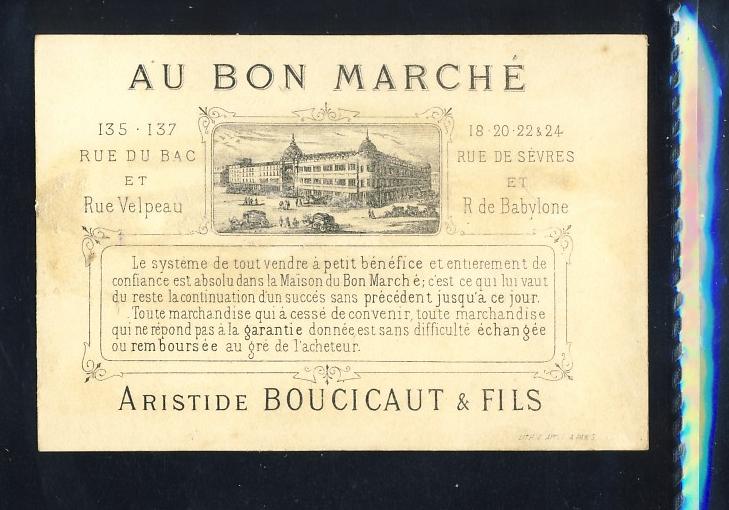 AU BON MARCHÉ
135 · 137
RUE DU BAC
ET
Rue Velpeau
18·20·22&24
RUE DE SÈVRES
ET
R de Babylone
Le système de tout vendre à petit bénéfice et entièrement de
confiance est absolu dans la Maison du Bon Marché; c'est ce qui lui vaut
du reste la continuation d'un succès sans précédent jusqu'à ce jour.
Toute marchandise qui à cessé de convenir, toute marchandise
qui ne répond pas à la garantie donnée, est sans difficulté échangée
ou remboursée au gré de l'acheteur.
ARISTIDE BOUCICAUT & FILS
A PARIS